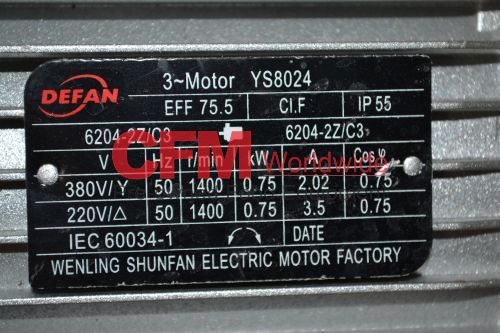 DEFAN
3~Motor YS8024
EFF 75.5 CI.F IP 55
6204-2Z/C3 6204-2Z/C3
V Hz r/min kW A Cosφ
380V/Y 50 1400 0.75 2.02 0.75
220V/△ 50 1400 0.75 3.5 0.75
IEC 60034-1 DATE
WENLING SHUNFAN ELECTRIC MOTOR FACTORY
CFM Worldwide